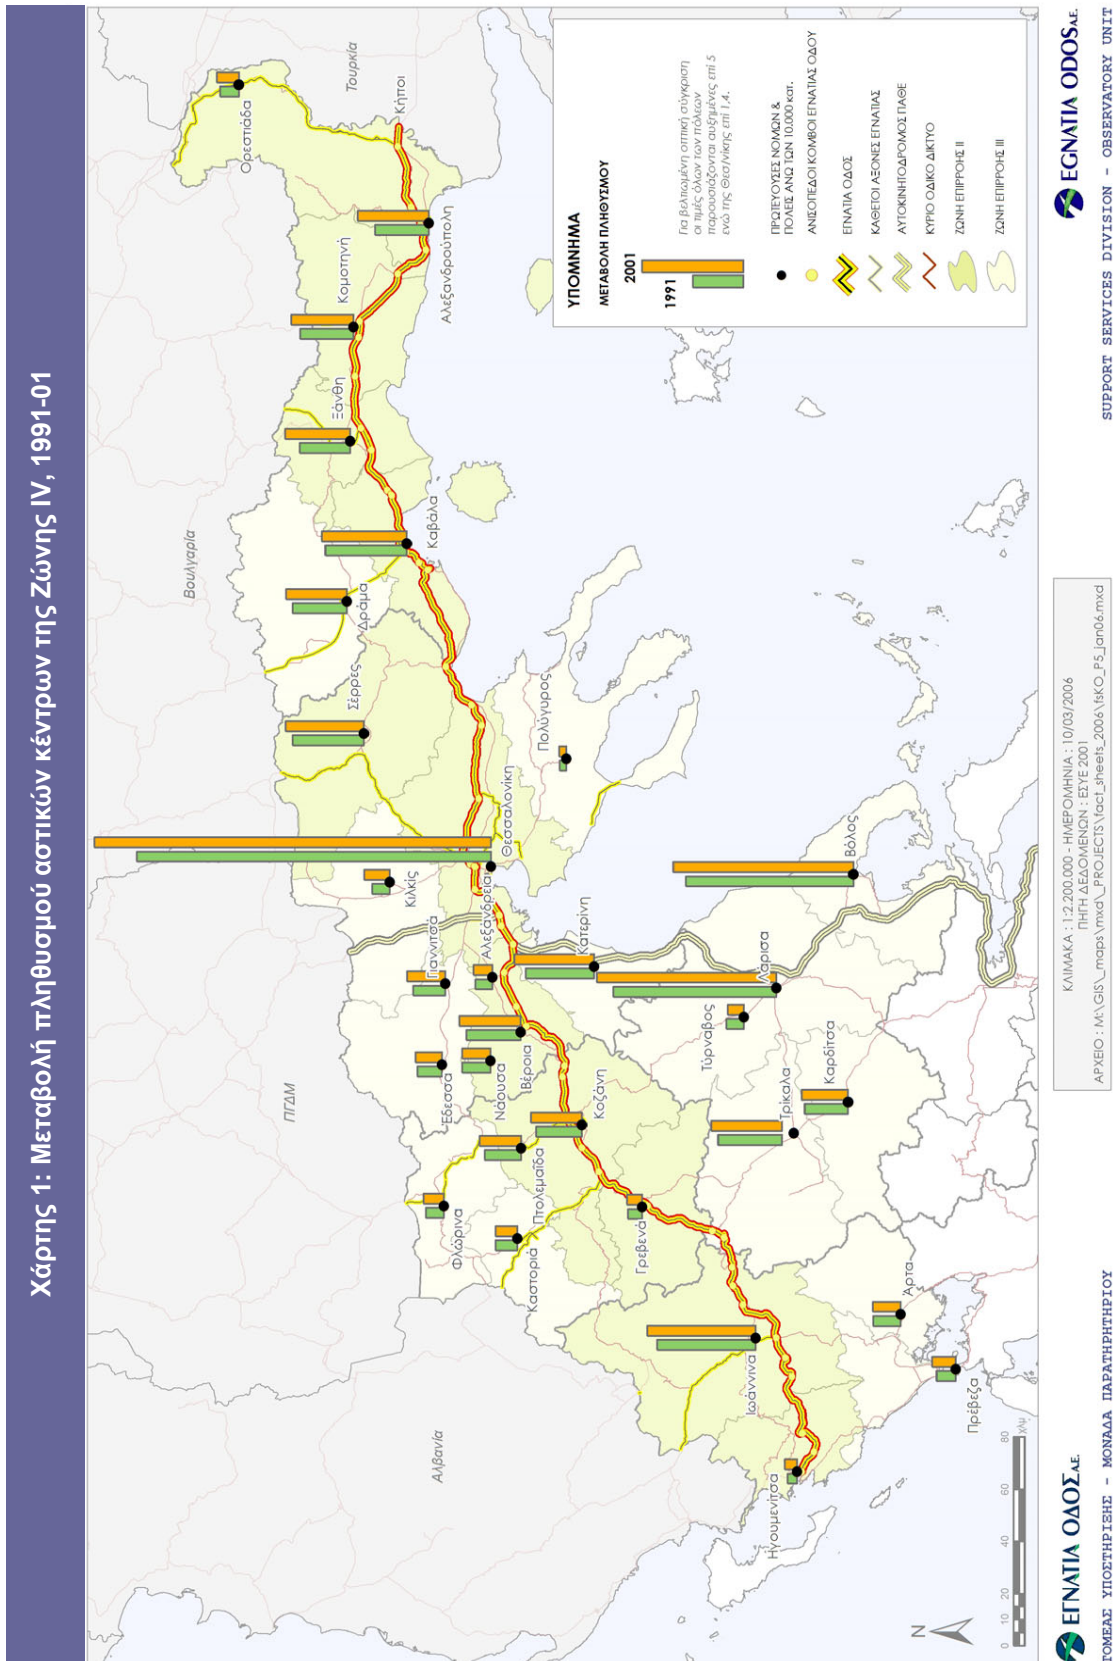 Χάρτης 1: Μεταβολή πληθυσμού αστικών κέντρων της Ζώνης IV, 1991-01
Βουλγαρία
Τουρκία
ΠΓΔΜ
Αλβανία
Ορεστιάδα
Κήποι
Αλεξανδρούπολη
Κομοτηνή
Ξάνθη
Καβάλα
Δράμα
Σέρρες
Πολύγυρος
Θεσσαλονίκη
Κιλκίς
Αλεξάνδρεια
Γιαννιτσά
Κατερίνη
Βόλος
Λάρισα
Τύρναβος
Έδεσσα
Νάουσα
Βέροια
Κοζάνη
Πτολεμαΐδα
Φλώρινα
Καστοριά
Γρεβενά
Τρίκαλα
Καρδίτσα
Ιωάννινα
Άρτα
Πρέβεζα
Ηγουμενίτσα
ΥΠΟΜΝΗΜΑ
ΜΕΤΑΒΟΛΗ ΠΛΗΘΥΣΜΟΥ
2001
1991
Για βελτιωμένη οπτική σύγκριση
οι τιμές όλων των πόλεων
παρουσιάζονται αυξημένες επί 5
ενώ της Θεσ/νίκης επί 1,4.
ΠΡΩΤΕΥΟΥΣΕΣ ΝΟΜΩΝ &
ΠΟΛΕΙΣ ΑΝΩ ΤΩΝ 10.000 κατ.
ΑΝΙΣΟΠΕΔΟΙ ΚΟΜΒΟΙ ΕΓΝΑΤΙΑΣ ΟΔΟΥ
ΕΓΝΑΤΙΑ ΟΔΟΣ
ΚΑΘΕΤΟΙ ΑΞΟΝΕΣ ΕΓΝΑΤΙΑΣ
ΑΥΤΟΚΙΝΗΤΟΔΡΟΜΟΣ ΠΑΘΕ
ΚΥΡΙΟ ΟΔΙΚΟ ΔΙΚΤΥΟ
ΖΩΝΗ ΕΠΙΡΡΟΗΣ ΙΙ
ΖΩΝΗ ΕΠΙΡΡΟΗΣ ΙΙΙ
N
0 10 20 40 60 80
Χλμ
ΕΓΝΑΤΙΑ ΟΔΟΣ Α.Ε.
ΤΟΜΕΑΣ ΥΠΟΣΤΗΡΙΞΗΣ - ΜΟΝΑΔΑ ΠΑΡΑΤΗΡΗΤΗΡΙΟΥ
ΚΛΙΜΑΚΑ : 1:2.200.000 - ΗΜΕΡΟΜΗΝΙΑ : 10/03/2006
ΠΗΓΗ ΔΕΔΟΜΕΝΩΝ : ΕΣΥΕ 2001
ΑΡΧΕΙΟ : M:\GIS\_maps\mxd\_PROJECTS\fact_sheets_2006\fsKO_P5_jan06.mxd
EGNATIA ODOS A.E.
SUPPORT SERVICES DIVISION - OBSERVATORY UNIT